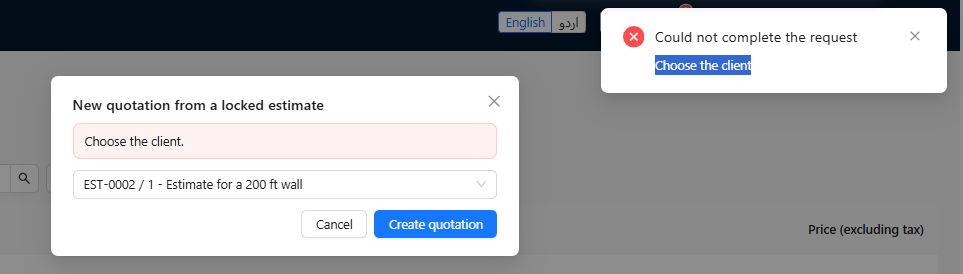 English
اردو
Could not complete the request
Choose the client
New quotation from a locked estimate
Choose the client.
EST-0002 / 1 - Estimate for a 200 ft wall
Cancel
Create quotation
Price (excluding tax)